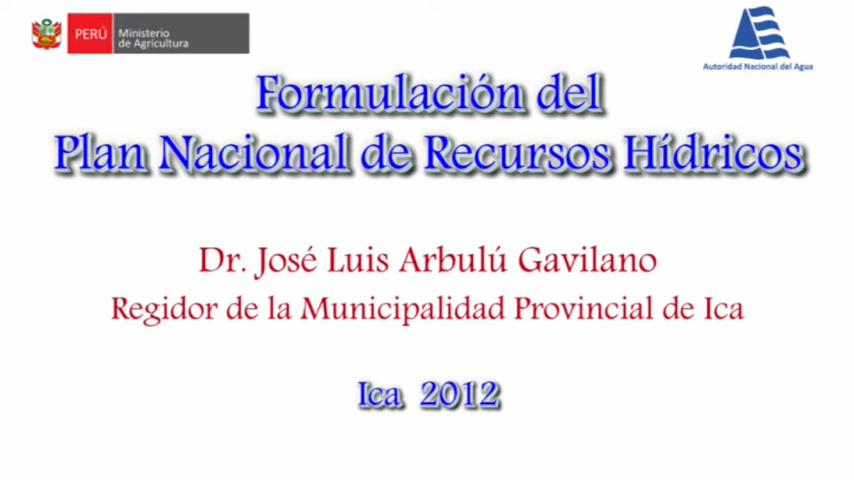 PERÚ
Ministerio
de Agricultura
Autoridad Nacional del Agua
Formulación del
Plan Nacional de Recursos Hídricos
Dr. José Luis Arbulú Gavilano
Regidor de la Municipalidad Provincial de Ica
Ica 2012